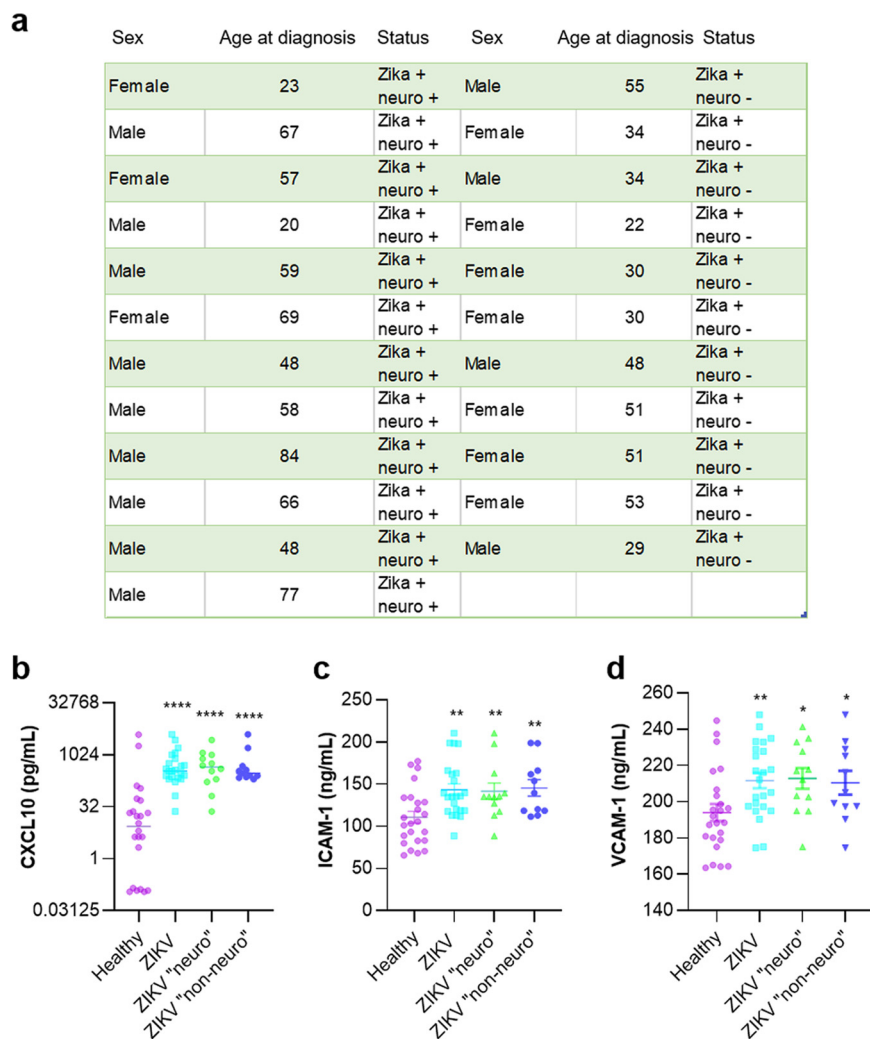 a
Sex Age at diagnosis Status Sex Age at diagnosis Status
Female 23 Zika + neuro + Male 55 Zika + neuro -
Male 67 Zika + neuro + Female 34 Zika + neuro -
Female 57 Zika + neuro + Male 34 Zika + neuro -
Male 20 Zika + neuro + Female 22 Zika + neuro -
Male 59 Zika + neuro + Female 30 Zika + neuro -
Female 69 Zika + neuro + Female 30 Zika + neuro -
Male 48 Zika + neuro + Male 48 Zika + neuro -
Male 58 Zika + neuro + Female 51 Zika + neuro -
Male 84 Zika + neuro + Female 51 Zika + neuro -
Male 66 Zika + neuro + Female 53 Zika + neuro -
Male 48 Zika + neuro + Male 29 Zika + neuro -
Male 77 Zika + neuro +
b
CXCL10 (pg/mL)
32768
1024
32
1
0.03125
**** **** ****
Healthy
ZIKV
ZIKV "neuro"
ZIKV "non-neuro"
c
ICAM-1 (ng/mL)
250
200
150
100
50
0
** ** **
Healthy
ZIKV
ZIKV "neuro"
ZIKV "non-neuro"
d
VCAM-1 (ng/mL)
260
240
220
200
180
160
140
** * *
Healthy
ZIKV
ZIKV "neuro"
ZIKV "non-neuro"